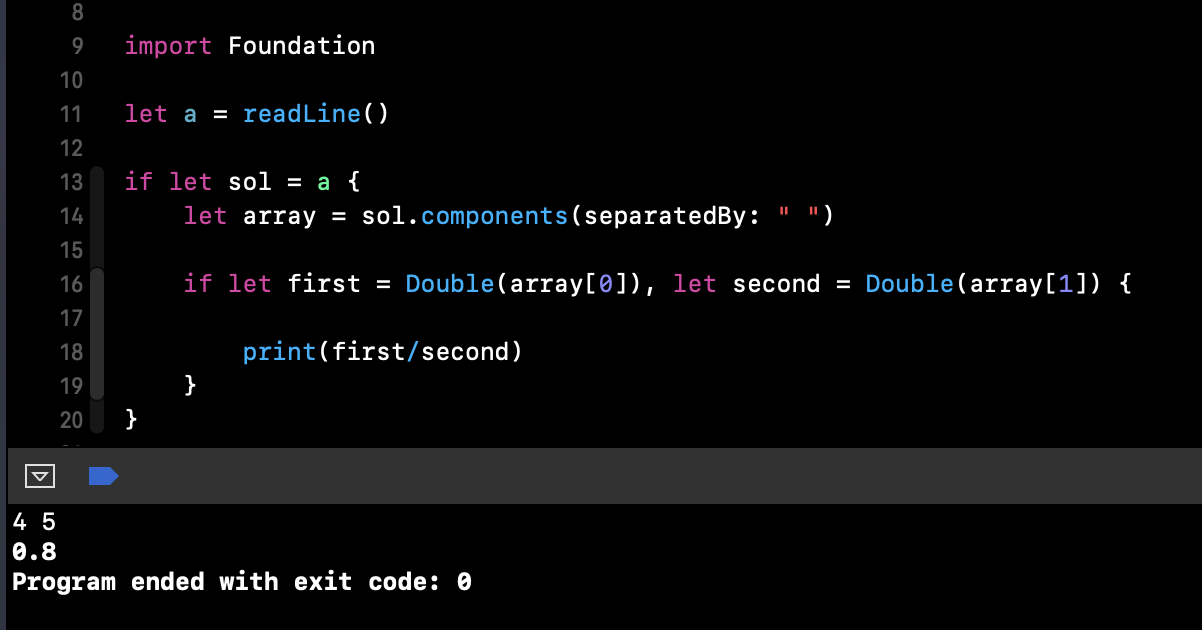 8
9 import Foundation
10
11 let a = readLine()
12
13 if let sol = a {
14     let array = sol.components(separatedBy: " ")
15
16     if let first = Double(array[0]), let second = Double(array[1]) {
17
18         print(first/second)
19     }
20 }
4 5
0.8
Program ended with exit code: 0